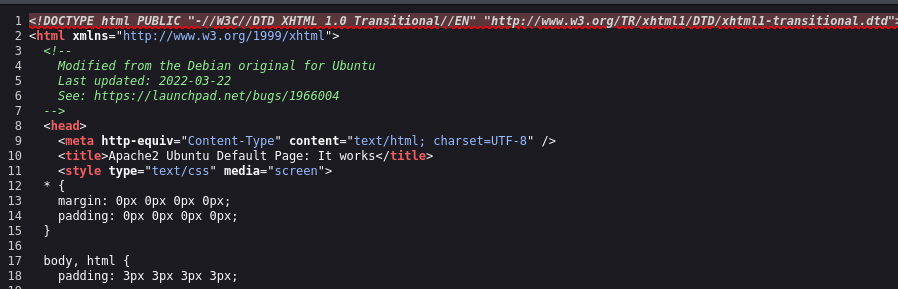 1 <!DOCTYPE html PUBLIC "-//W3C//DTD XHTML 1.0 Transitional//EN" "http://www.w3.org/TR/xhtml1/DTD/xhtml1-transitional.dtd">
2 <html xmlns="http://www.w3.org/1999/xhtml">
3   <!--
4     Modified from the Debian original for Ubuntu
5     Last updated: 2022-03-22
6     See: https://launchpad.net/bugs/1966004
7   -->
8   <head>
9     <meta http-equiv="Content-Type" content="text/html; charset=UTF-8" />
10     <title>Apache2 Ubuntu Default Page: It works</title>
11     <style type="text/css" media="screen">
12   * {
13     margin: 0px 0px 0px 0px;
14     padding: 0px 0px 0px 0px;
15   }
16
17   body, html {
18     padding: 3px 3px 3px 3px;